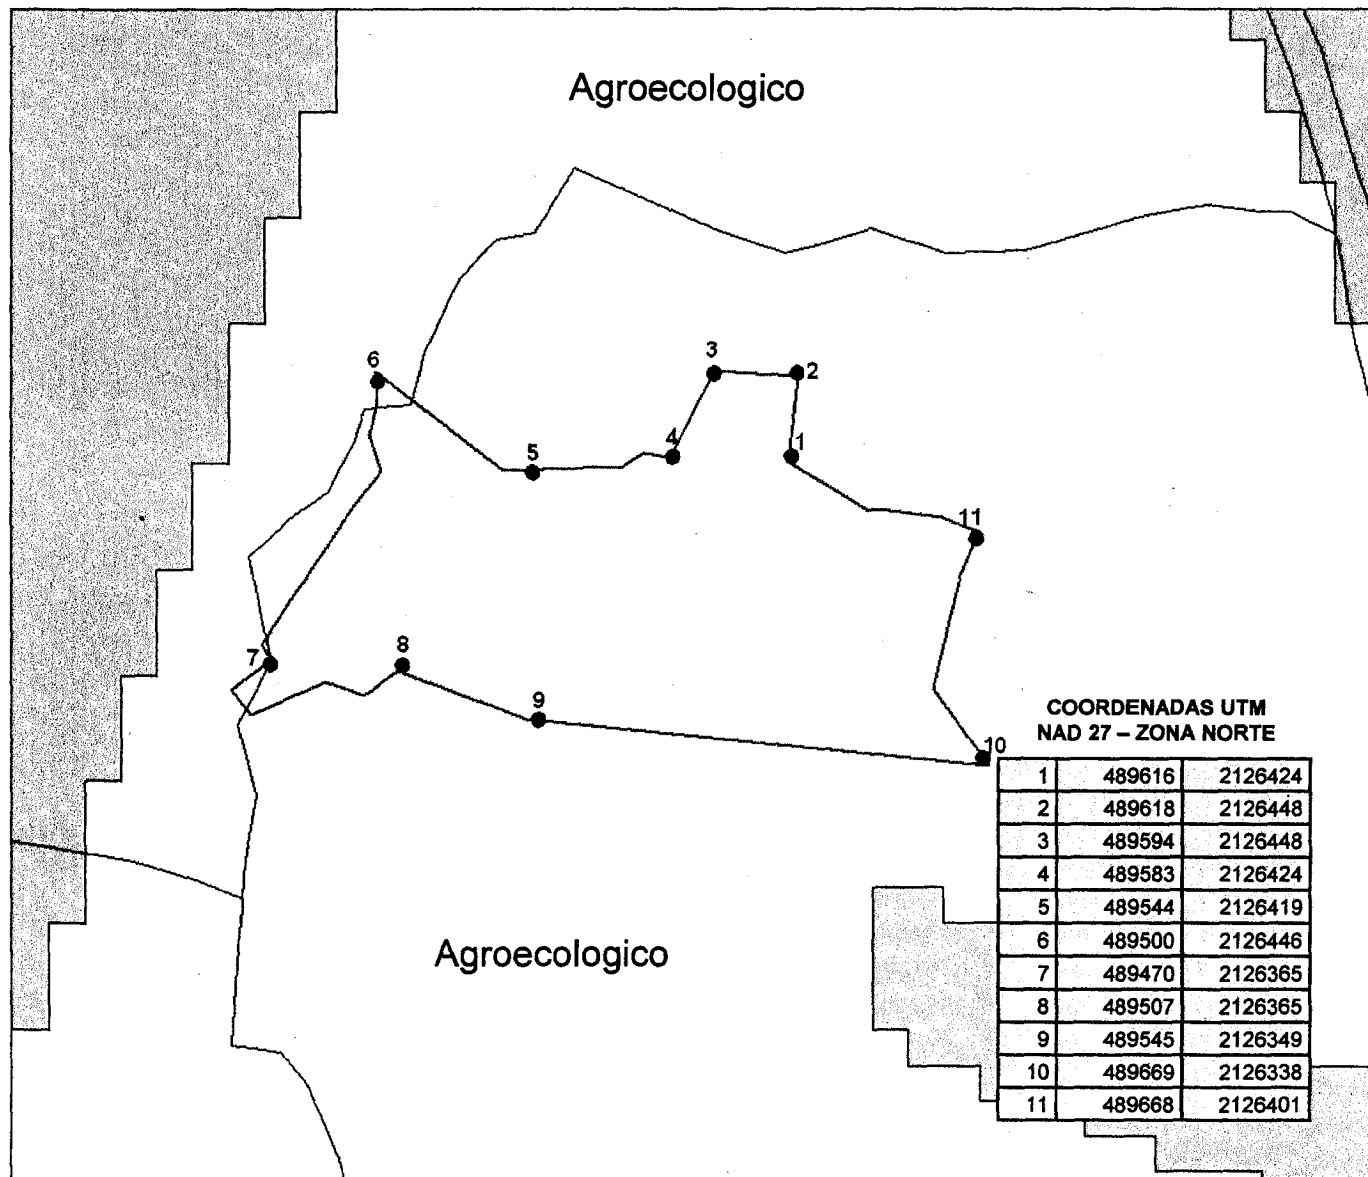 Agroecologico
6
3
2
4
1
5
11
7
8
9
10
COORDENADAS UTM
NAD 27 – ZONA NORTE
1 489616 2126424
2 489618 2126448
3 489594 2126448
4 489583 2126424
5 489544 2126419
6 489500 2126446
7 489470 2126365
8 489507 2126365
9 489545 2126349
10 489669 2126338
11 489668 2126401
Agroecologico